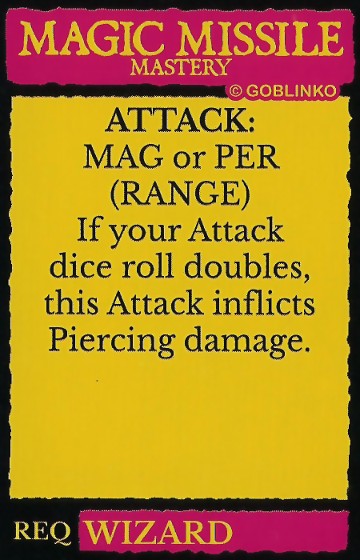 MAGIC MISSILE
MASTERY
© GOBLINKO
ATTACK:
MAG or PER
(RANGE)
If your Attack
dice roll doubles,
this Attack inflicts
Piercing damage.
REQ WIZARD